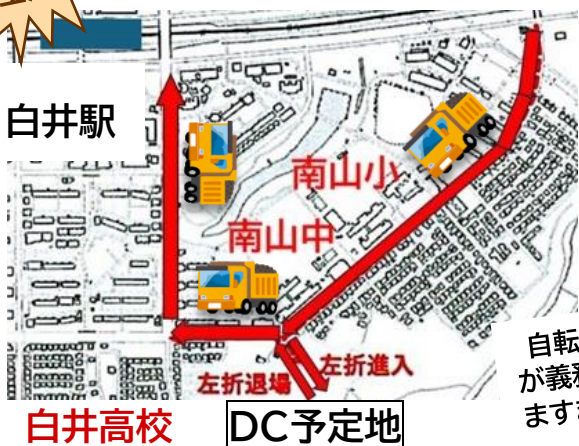 白井駅
南山小
南山中
左折進入
左折退場
自転
が義務
ます
白井高校
DC予定地